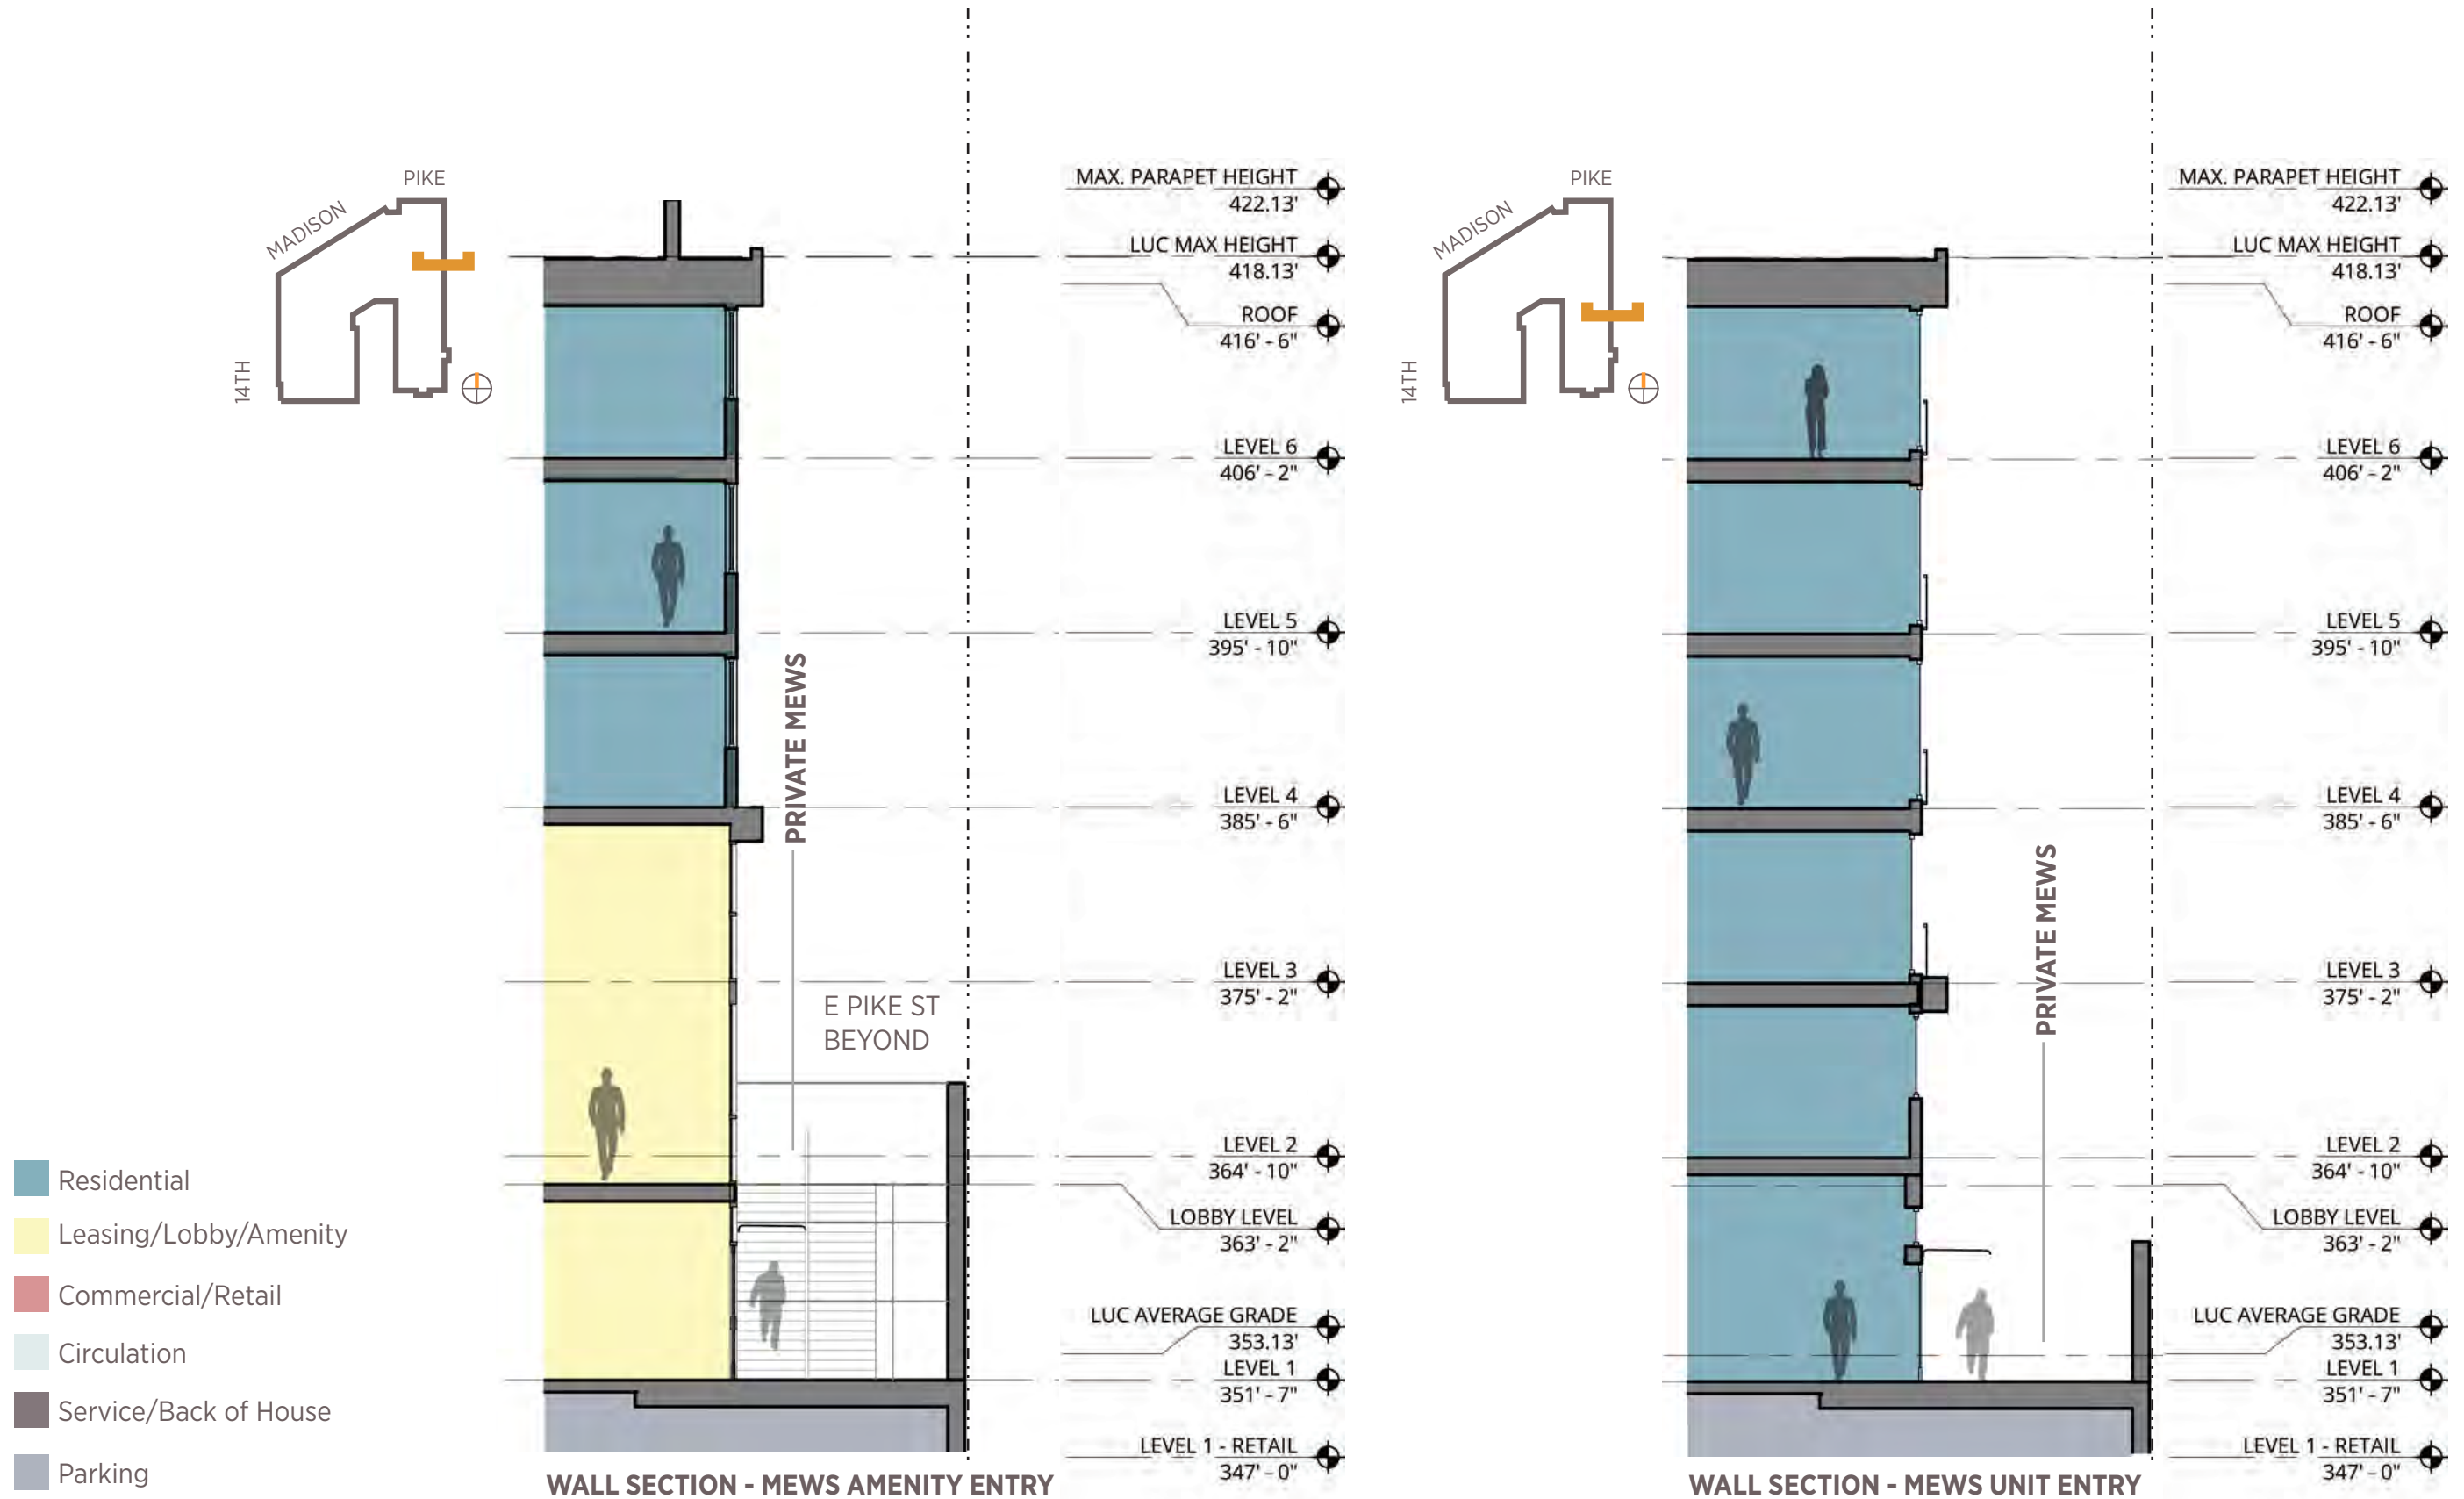 PIKE
MADISON
14TH
MAX. PARAPET HEIGHT
422.13'
LUC MAX HEIGHT
418.13'
ROOF
416' - 6"
LEVEL 6
406' - 2"
LEVEL 5
395' - 10"
LEVEL 4
385' - 6"
LEVEL 3
375' - 2"
LEVEL 2
364' - 10"
LOBBY LEVEL
363' - 2"
LUC AVERAGE GRADE
353.13'
LEVEL 1
351' - 7"
LEVEL 1 - RETAIL
347' - 0"
PRIVATE MEWS
E PIKE ST
BEYOND
WALL SECTION - MEWS AMENITY ENTRY
PIKE
MADISON
14TH
MAX. PARAPET HEIGHT
422.13'
LUC MAX HEIGHT
418.13'
ROOF
416' - 6"
LEVEL 6
406' - 2"
LEVEL 5
395' - 10"
LEVEL 4
385' - 6"
LEVEL 3
375' - 2"
LEVEL 2
364' - 10"
LOBBY LEVEL
363' - 2"
LUC AVERAGE GRADE
353.13'
LEVEL 1
351' - 7"
LEVEL 1 - RETAIL
347' - 0"
PRIVATE MEWS
WALL SECTION - MEWS UNIT ENTRY
Residential
Leasing/Lobby/Amenity
Commercial/Retail
Circulation
Service/Back of House
Parking